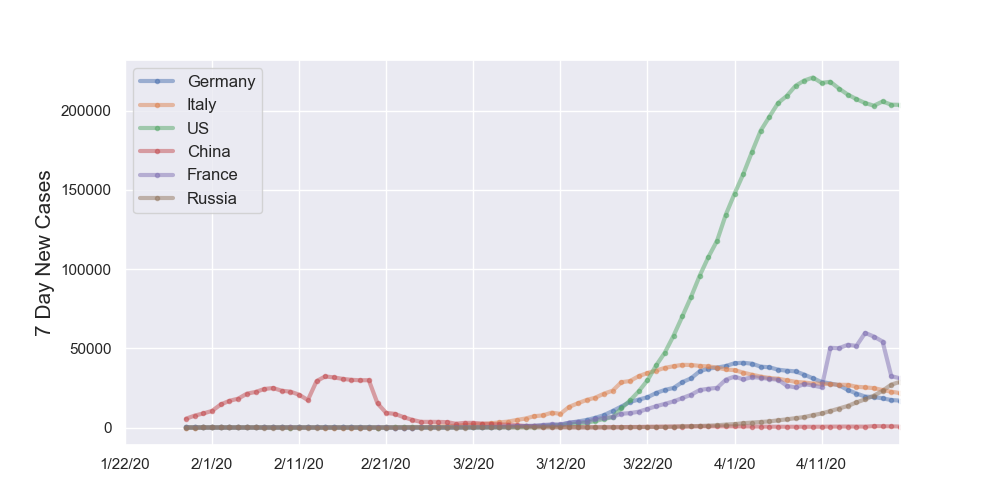 Germany
Italy
US
China
France
Russia
7 Day New Cases
200000
150000
100000
50000
0
1/22/20 2/1/20 2/11/20 2/21/20 3/2/20 3/12/20 3/22/20 4/1/20 4/11/20